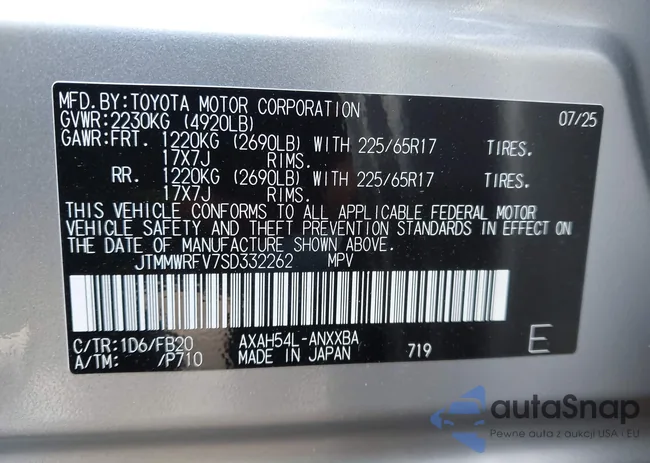 MFD.BY:TOYOTA MOTOR CORPORATION 07/25
GVWR:2230KG (4920LB)
GAWR:FRT. 1220KG (2690LB) WITH 225/65R17 TIRES.
17X7J RIMS.
RR. 1220KG (2690LB) WITH 225/65R17 TIRES.
17X7J RIMS.
THIS VEHICLE CONFORMS TO ALL APPLICABLE FEDERAL MOTOR
VEHICLE SAFETY AND THEFT PREVENTION STANDARDS IN EFFECT ON
THE DATE OF MANUFACTURE SHOWN ABOVE.
JTMMWRFV7SD332262 MPV
C/TR:1D6/FB20 AXAH54L-ANXXBA 719 E
A/TM: /P710 MADE IN JAPAN
autaSnap
Pewne auta z aukcji USA i EU